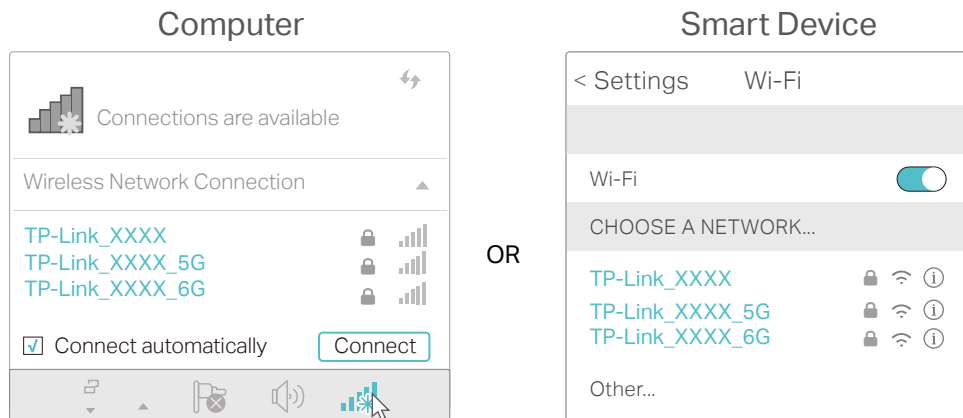 Computer
Connections are available
Wireless Network Connection
TP-Link_XXXX
TP-Link_XXXX_5G
TP-Link_XXXX_6G
Connect automatically
Connect
OR
Smart Device
< Settings Wi-Fi
Wi-Fi
CHOOSE A NETWORK...
TP-Link_XXXX
TP-Link_XXXX_5G
TP-Link_XXXX_6G
Other...